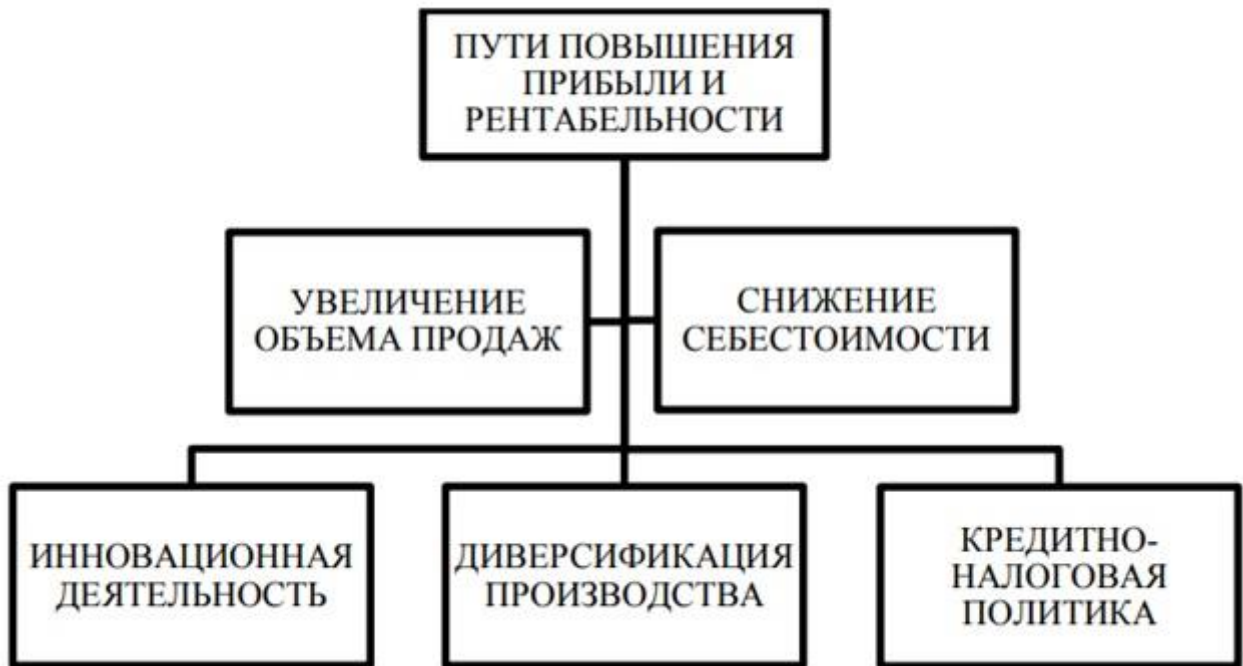 ПУТИ ПОВЫШЕНИЯ
ПРИБЫЛИ И
РЕНТАБЕЛЬНОСТИ
УВЕЛИЧЕНИЕ
ОБЪЕМА ПРОДАЖ
СНИЖЕНИЕ
СЕБЕСТОИМОСТИ
ИННОВАЦИОННАЯ
ДЕЯТЕЛЬНОСТЬ
ДИВЕРСИФИКАЦИЯ
ПРОИЗВОДСТВА
КРЕДИТНО-
НАЛОГОВАЯ
ПОЛИТИКА